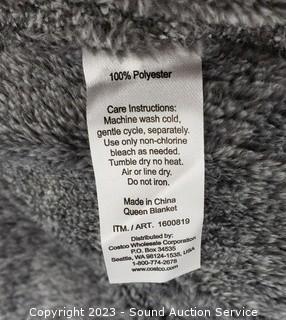 100% Polyester
Care Instructions:
Machine wash cold,
gentle cycle, separately.
Use only non-chlorine
bleach as needed.
Tumble dry no heat.
Air or line dry.
Do not iron.
Made in China
Queen Blanket
ITM. / ART. 1600819
Distributed by:
Costco Wholesale Corporation
P.O. Box 34535
Seattle, WA 98124-1535, USA
1-800-774-2678
www.costco.com
Copyright ©2023 - Sound Auction Service